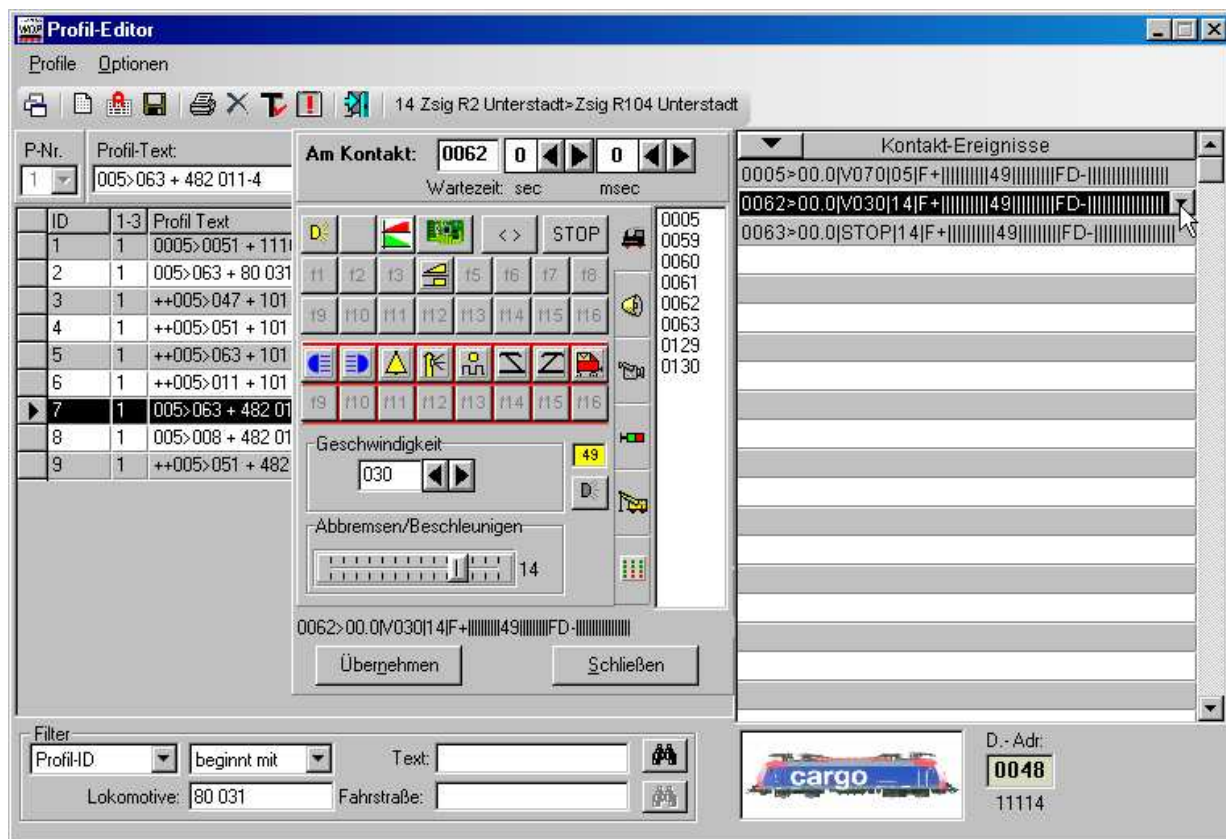 Profil-Editor
Profile Optionen
14 Zsig R2 Unterstadt>Zsig R104 Unterstadt
P-Nr. Profil-Text:
1 005>063 + 482 011-4
ID 1-3 Profil Text
1 1 0005>0051 + 111
2 1 005>063 + 80 031
3 1 ++005>047 + 101
4 1 ++005>051 + 101
5 1 ++005>063 + 101
6 1 ++005>011 + 101
7 1 005>063 + 482 01
8 1 005>008 + 482 01
9 1 ++005>051 + 482
Am Kontakt: 0062 0 0
Wartezeit: sec msec
D < > STOP
f1 f2 f3 f5 f6 f7 f8
f9 f10 f11 f12 f13 f14 f15 f16
f9 f10 f11 f12 f13 f14 f15 f16
Geschwindigkeit
030
49
D
Abbremsen/Beschleunigen
14
0005
0059
0060
0061
0062
0063
0129
0130
0062>00.0|V030|14|F+||||||||||49|||||||||FD-||||||||||||||||
Übernehmen Schließen
Kontakt-Ereignisse
0005>00.0|V070|05|F+||||||||||49|||||||||FD-||||||||||||||||
0062>00.0|V030|14|F+||||||||||49|||||||||FD-||||||||||||||||
0063>00.0|STOP|14|F+||||||||||49|||||||||FD-||||||||||||||||
Filter
Profil-ID beginnt mit Text:
Lokomotive: 80 031 Fahrstraße:
cargo
D.- Adr:
0048
11114